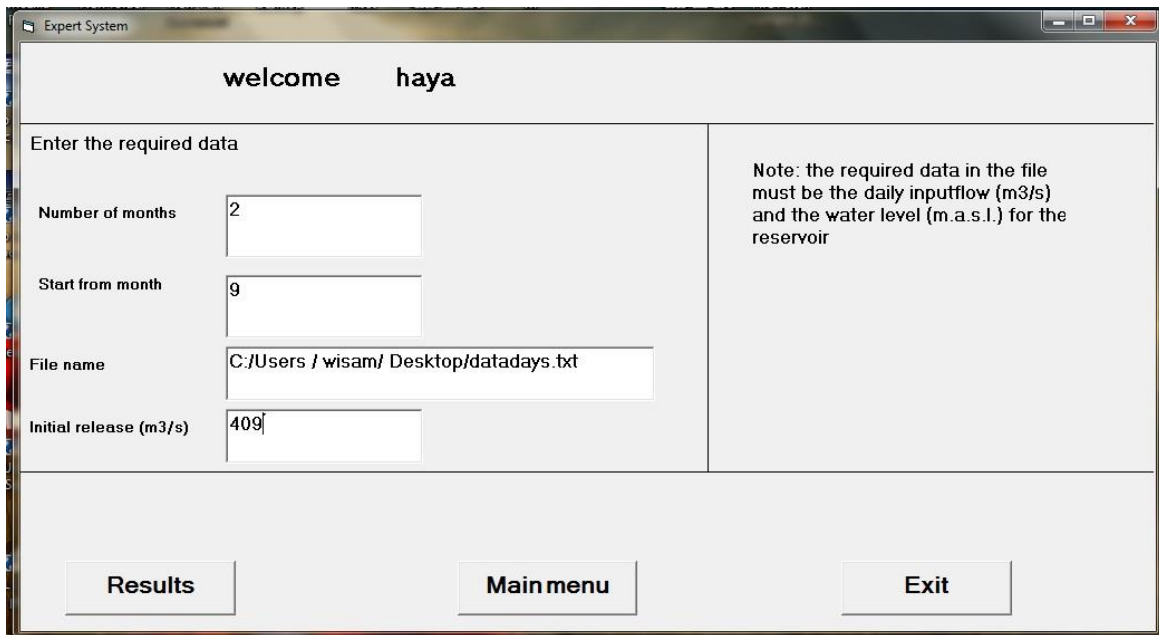 Expert System
welcome haya
Enter the required data
Number of months
2
Start from month
9
File name
C:/Users / wisam/ Desktop/datadays.txt
Initial release (m3/s)
409
Note: the required data in the file
must be the daily inputflow (m3/s)
and the water level (m.a.s.l.) for the
reservoir
Results
Main menu
Exit